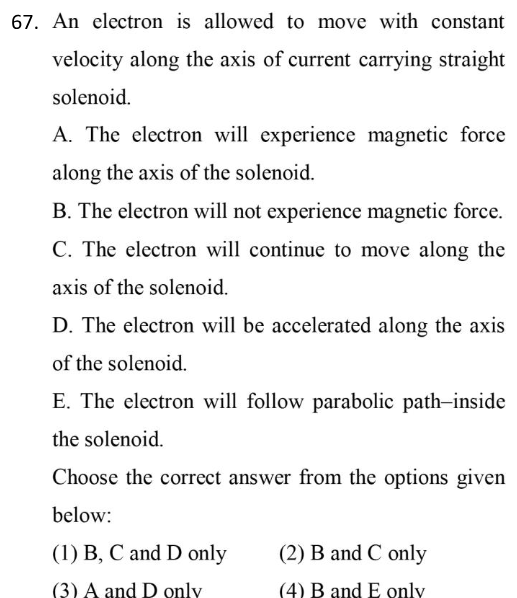 67. An electron is allowed to move with constant
velocity along the axis of current carrying straight
solenoid.
A. The electron will experience magnetic force
along the axis of the solenoid.
B. The electron will not experience magnetic force.
C. The electron will continue to move along the
axis of the solenoid.
D. The electron will be accelerated along the axis
of the solenoid.
E. The electron will follow parabolic path–inside
the solenoid.
Choose the correct answer from the options given
below:
(1) B, C and D only (2) B and C only
(3) A and D only (4) B and E only